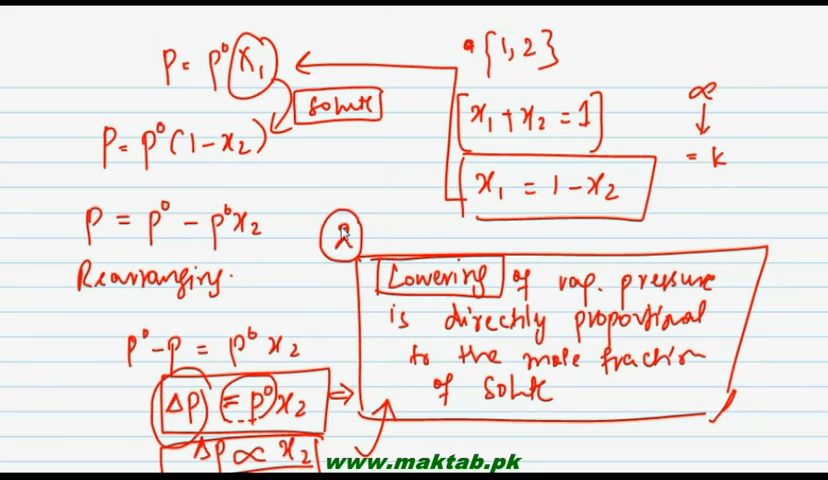 P = P° x₁
{1,2}
solute
x₁ + x₂ = 1
∝
↓
= k
P = P° (1 - x₂)
x₁ = 1 - x₂
P = P° - P° x₂
2
Rearranging.
Lowering of vap. pressure
is directly proportional
to the mole fraction
of solute
P° - P = P° x₂
ΔP = P° x₂ ⇒
ΔP ∝ x₂
www.maktab.pk